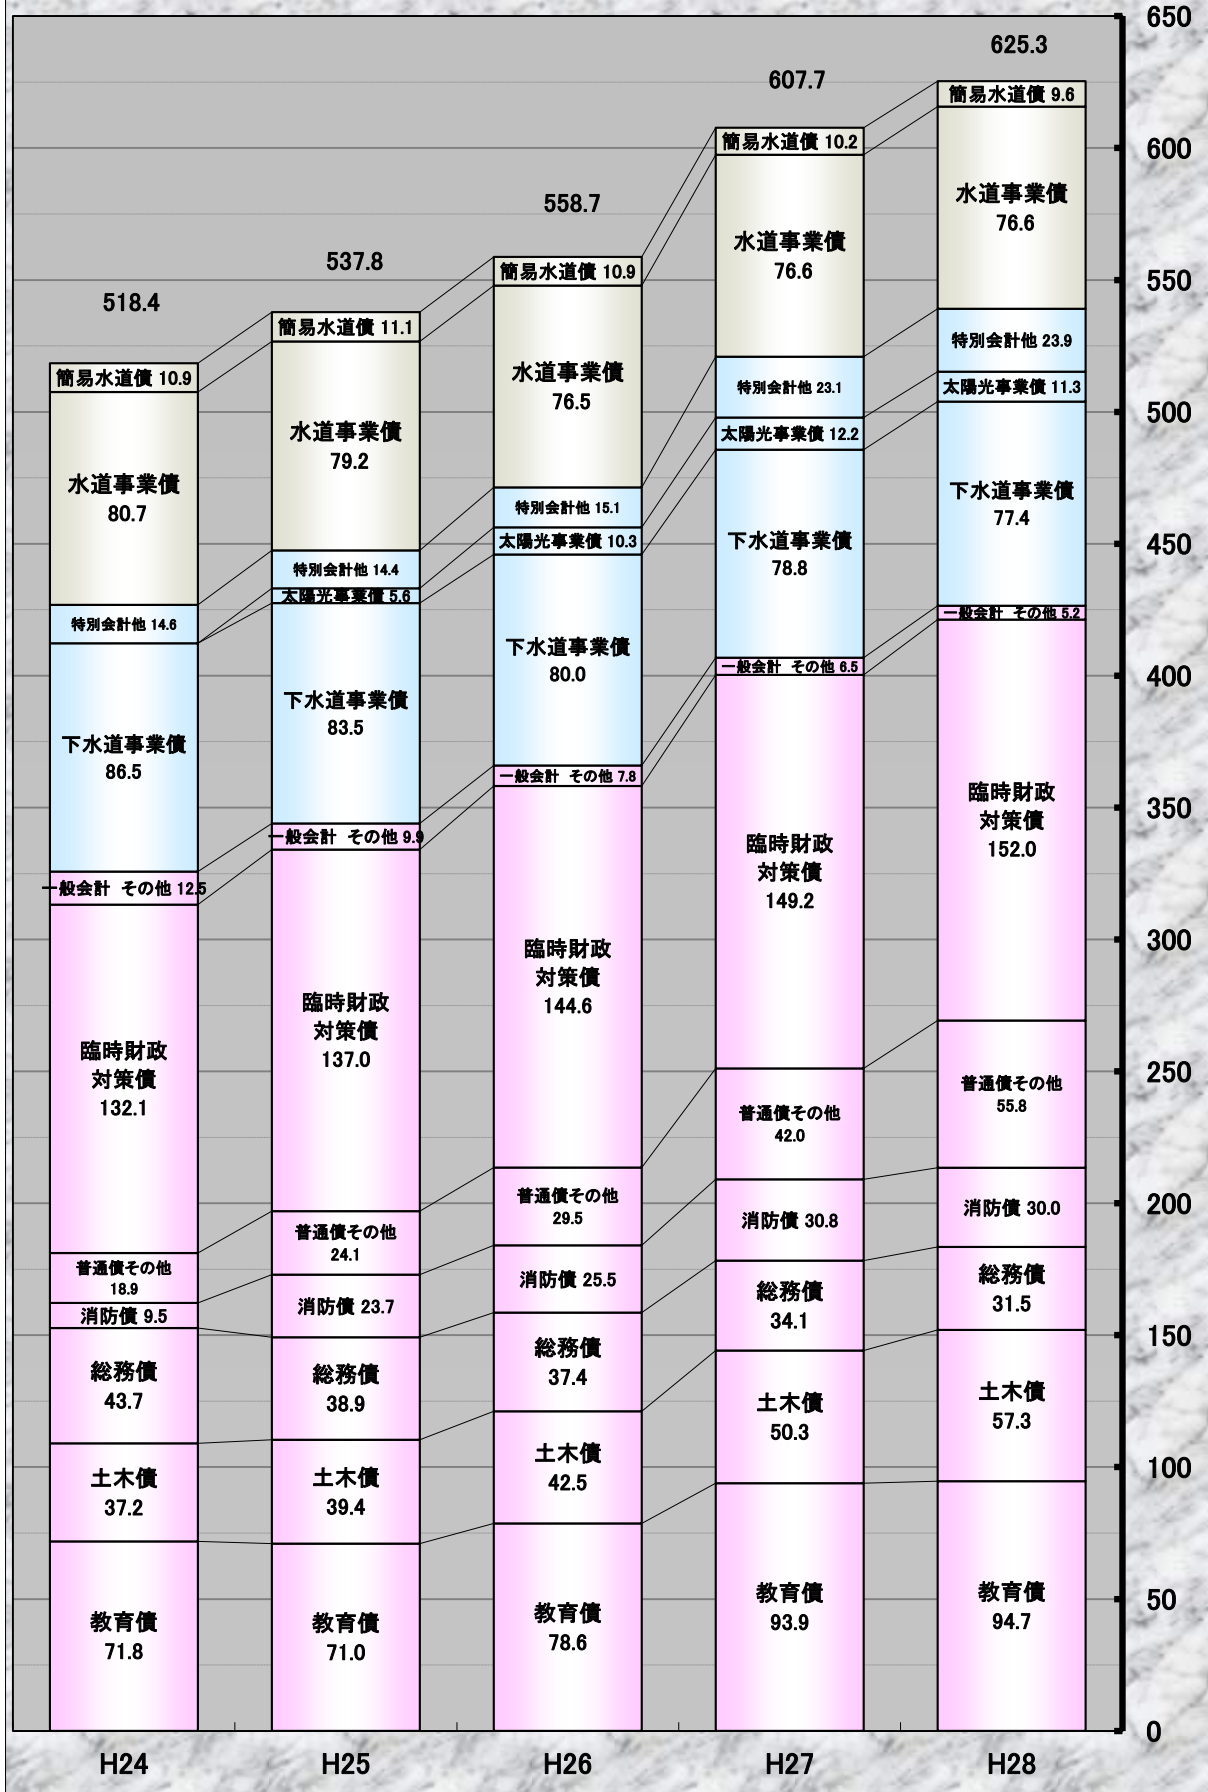 650
600
550
500
450
400
350
300
250
200
150
100
50
0
518.4
簡易水道債 10.9
水道事業債
80.7
特別会計他 14.6
下水道事業債
86.5
一般会計 その他 12.5
臨時財政
対策債
132.1
普通債その他
18.9
消防債 9.5
総務債
43.7
土木債
37.2
教育債
71.8
H24
537.8
簡易水道債 11.1
水道事業債
79.2
特別会計他 14.4
太陽光事業債 5.6
下水道事業債
83.5
一般会計 その他 9.9
臨時財政
対策債
137.0
普通債その他
24.1
消防債 23.7
総務債
38.9
土木債
39.4
教育債
71.0
H25
558.7
簡易水道債 10.9
水道事業債
76.5
特別会計他 15.1
太陽光事業債 10.3
下水道事業債
80.0
一般会計 その他 7.8
臨時財政
対策債
144.6
普通債その他
29.5
消防債 25.5
総務債
37.4
土木債
42.5
教育債
78.6
H26
607.7
簡易水道債 10.2
水道事業債
76.6
特別会計他 23.1
太陽光事業債 12.2
下水道事業債
78.8
一般会計 その他 6.5
臨時財政
対策債
149.2
普通債その他
42.0
消防債 30.8
総務債
34.1
土木債
50.3
教育債
93.9
H27
625.3
簡易水道債 9.6
水道事業債
76.6
特別会計他 23.9
太陽光事業債 11.3
下水道事業債
77.4
一般会計 その他 5.2
臨時財政
対策債
152.0
普通債その他
55.8
消防債 30.0
総務債
31.5
土木債
57.3
教育債
94.7
H28